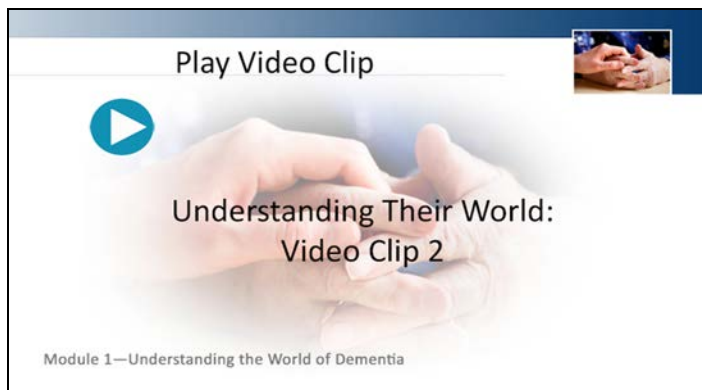 Play Video Clip
Understanding Their World:
Video Clip 2
Module 1—Understanding the World of Dementia